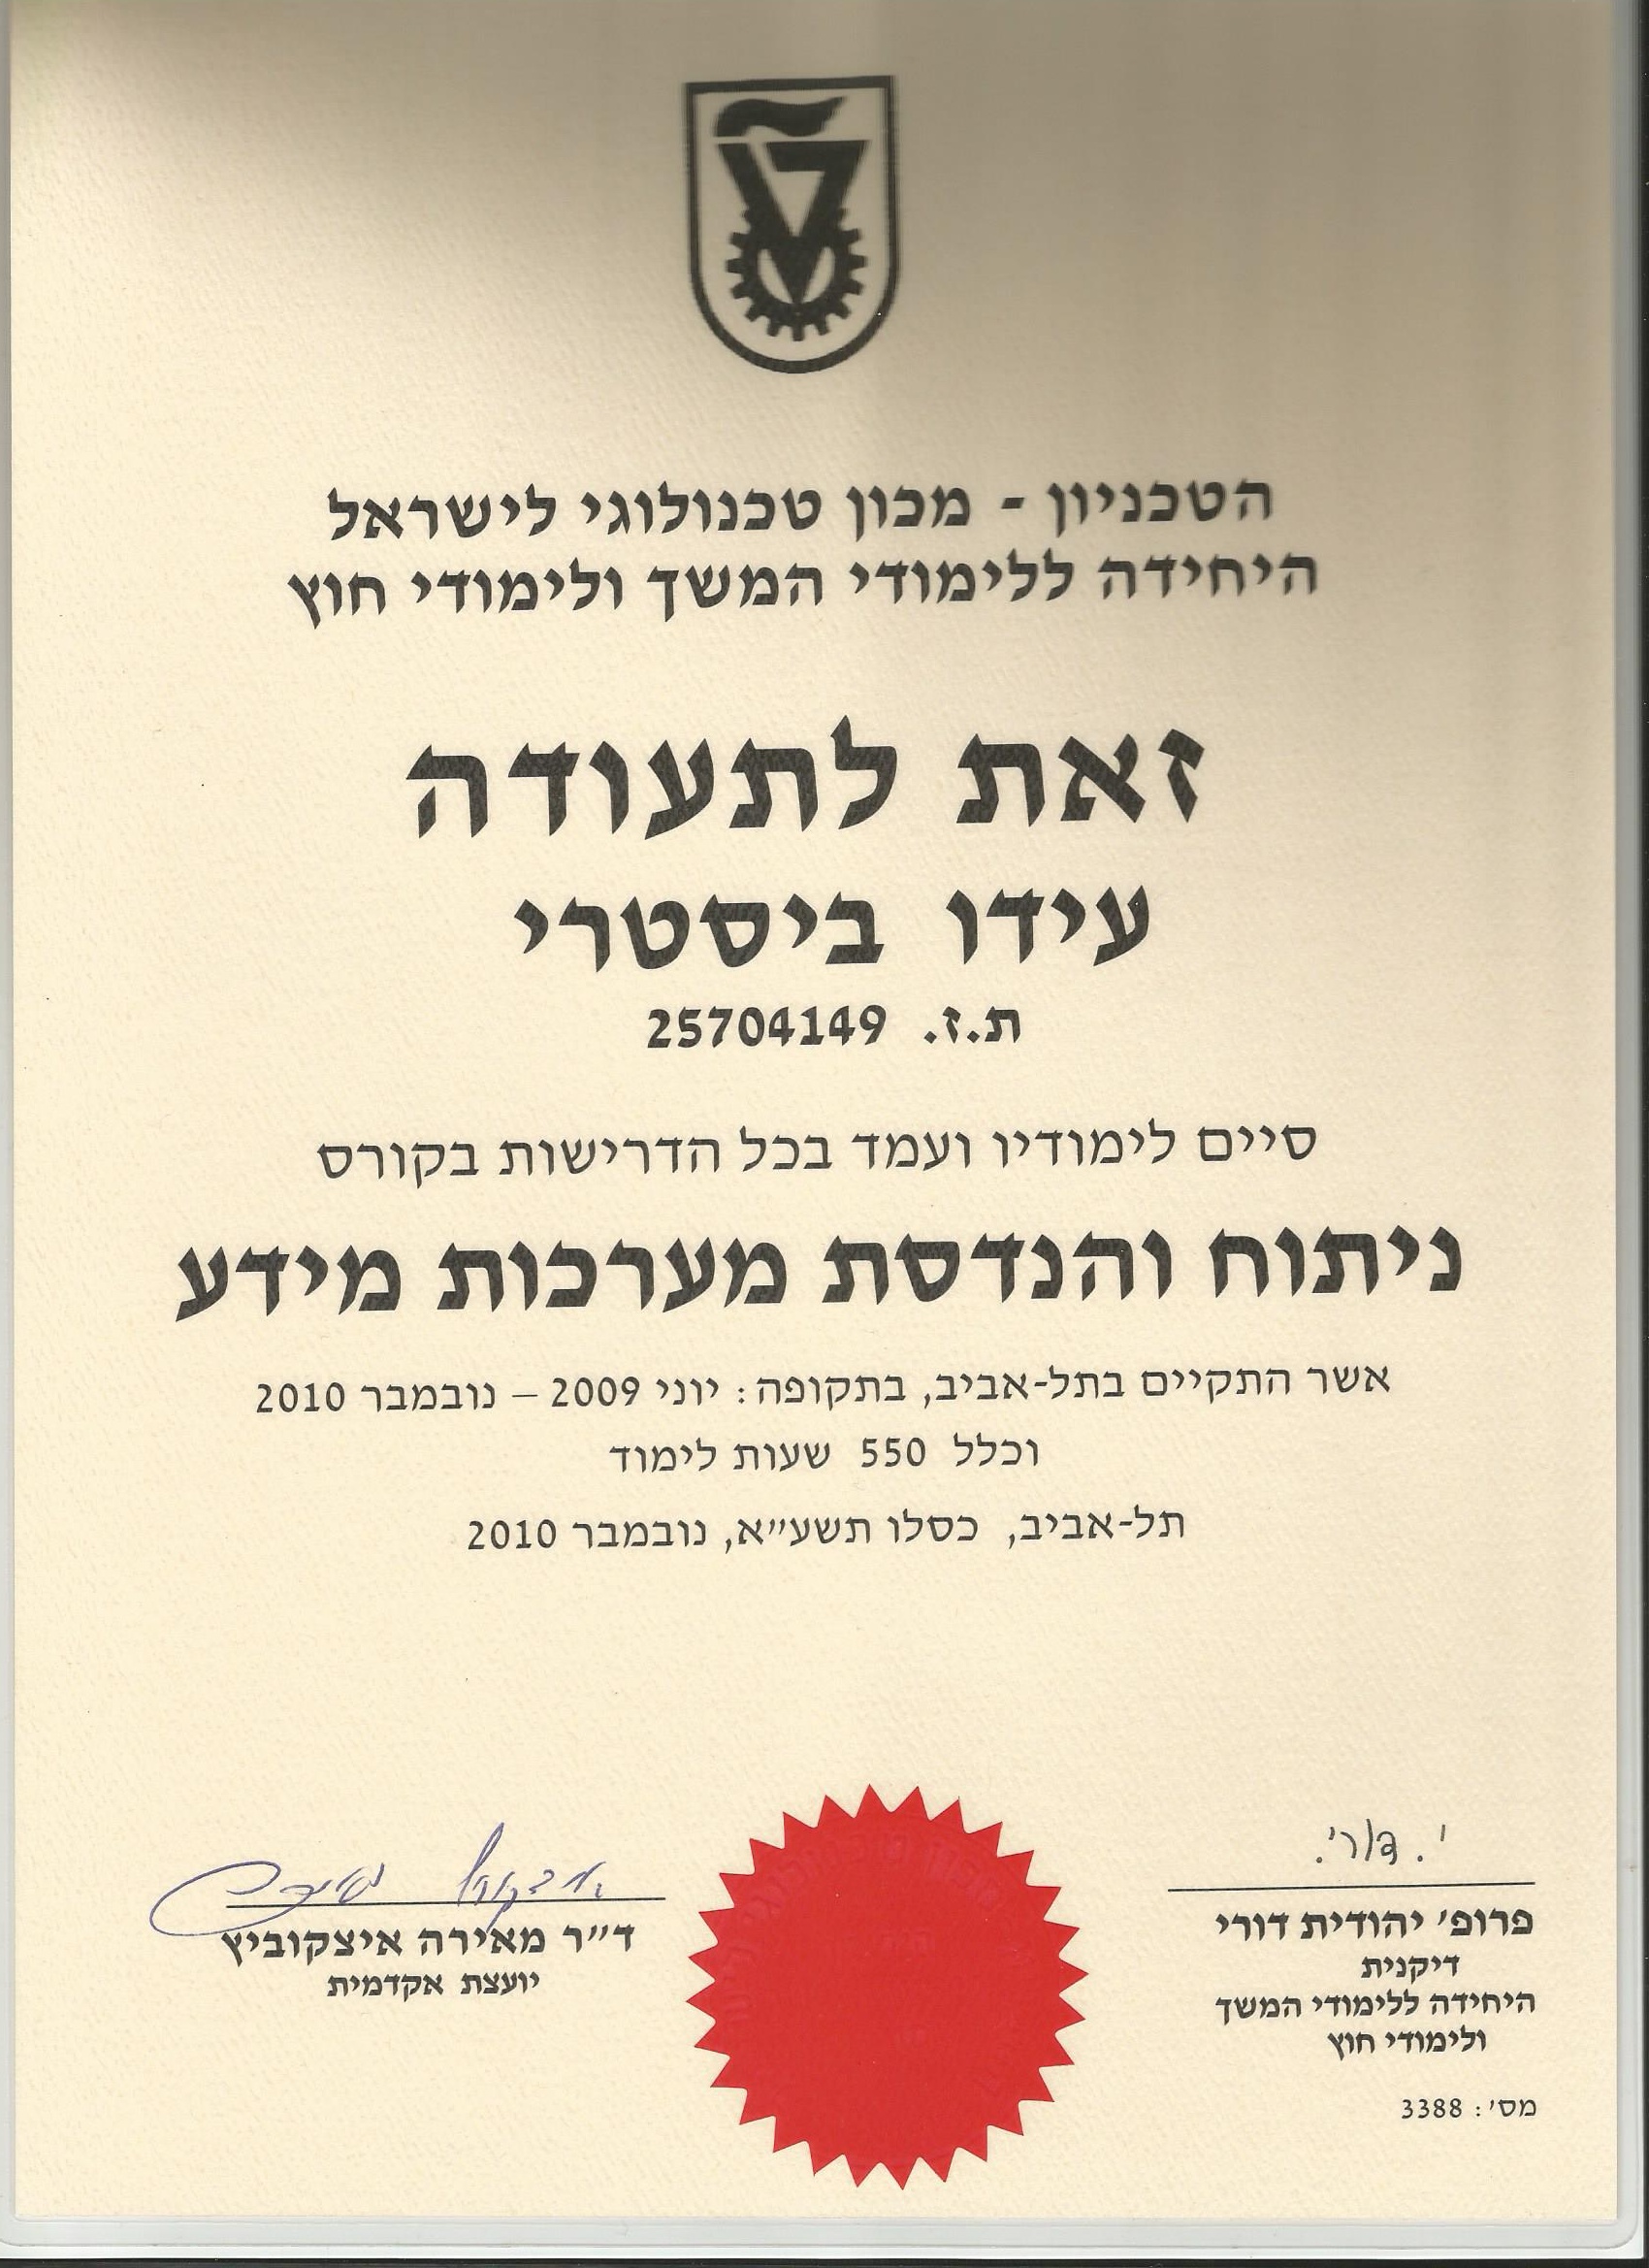 הטכניון - מכון טכנולוגי לישראל
היחידה ללימודי המשך ולימודי חוץ
זאת לתעודה
עידו ביסטרי
ת.ז. 25704149
סיים לימודיו ועמד בכל הדרישות בקורס
ניתוח והנדסת מערכות מידע
אשר התקיים בתל-אביב, בתקופה: יוני 2009 – נובמבר 2010
וכלל 550 שעות לימוד
תל-אביב, כסלו תשע״א, נובמבר 2010
י. דורי.
פרופ׳ יהודית דורי
דיקנית
היחידה ללימודי המשך
ולימודי חוץ
מס׳: 3388
ד״ר מאירה איצקוביץ
יועצת אקדמית